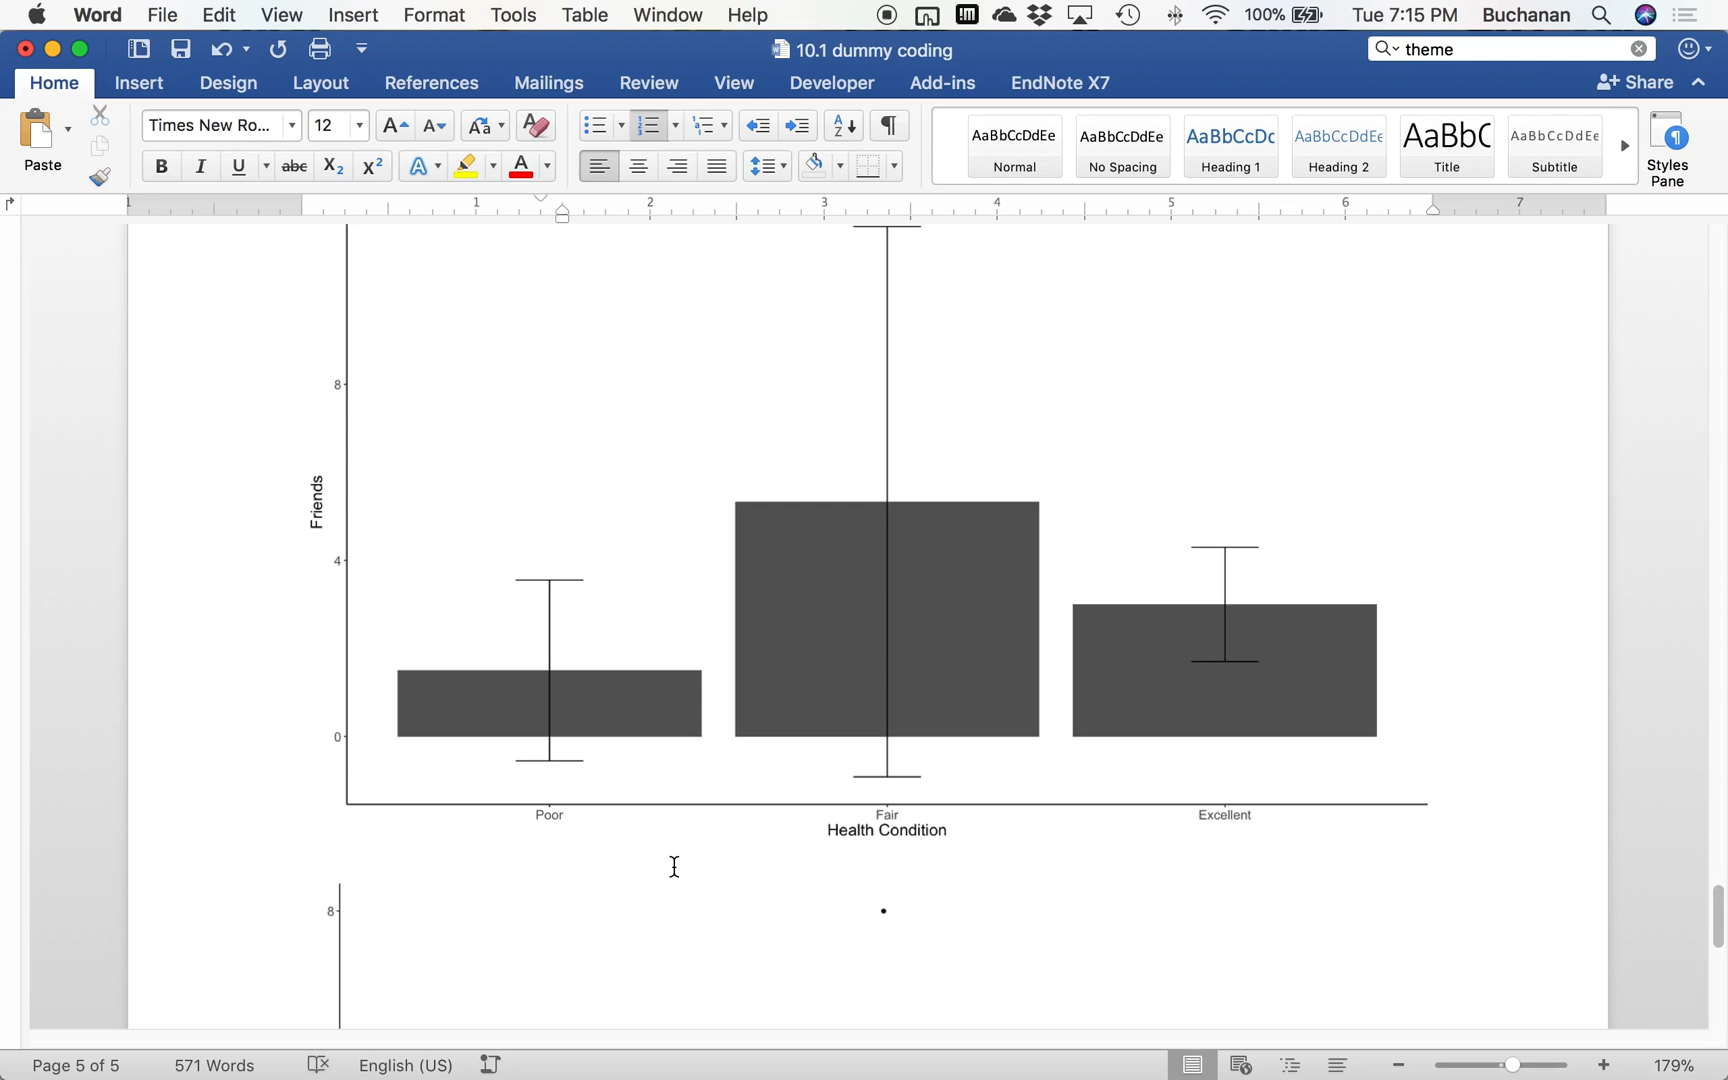 Word File Edit View Insert Format Tools Table Window Help 100% Tue 7:15 PM Buchanan
10.1 dummy coding theme
Home Insert Design Layout References Mailings Review View Developer Add-ins EndNote X7 Share
Paste Times New Ro... 12 AaBbCcDdEe AaBbCcDdEe AaBbCcDc AaBbCcDdEe AaBbC AaBbCcDdEe Styles Pane
Normal No Spacing Heading 1 Heading 2 Title Subtitle
B I U abc X2 X2 A A
1 1 2 3 4 5 6 7
8
Friends
4
0
Poor Fair Excellent
Health Condition
8
Page 5 of 5 571 Words English (US) 179%